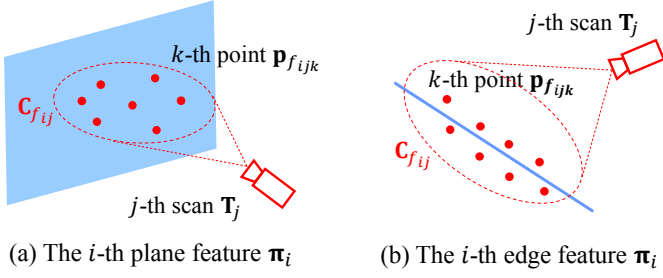 k-th point 𝐩_{f_{ijk}}
𝐂_{f_{ij}}
j-th scan 𝐓_j
(a) The i-th plane feature 𝛑_i
j-th scan 𝐓_j
k-th point 𝐩_{𝐟_{𝐢𝐣𝐤}}
𝐂_{f_{ij}}
(b) The i-th edge feature 𝛑_i